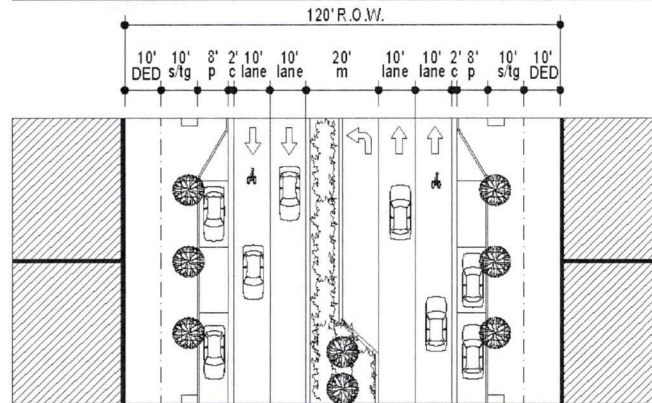 120' R.O.W.
10' 10' 8' 2' 10' 10' 20' 10' 10' 2' 8' 10' 10'
DED s/tg p c lane lane m lane lane c p s/tg DED